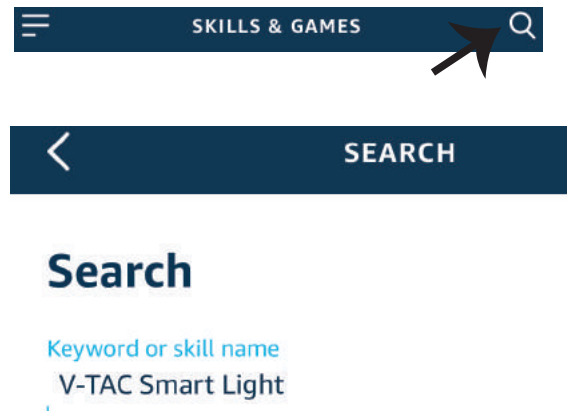 SKILLS & GAMES
SEARCH
Search
Keyword or skill name
V-TAC Smart Light